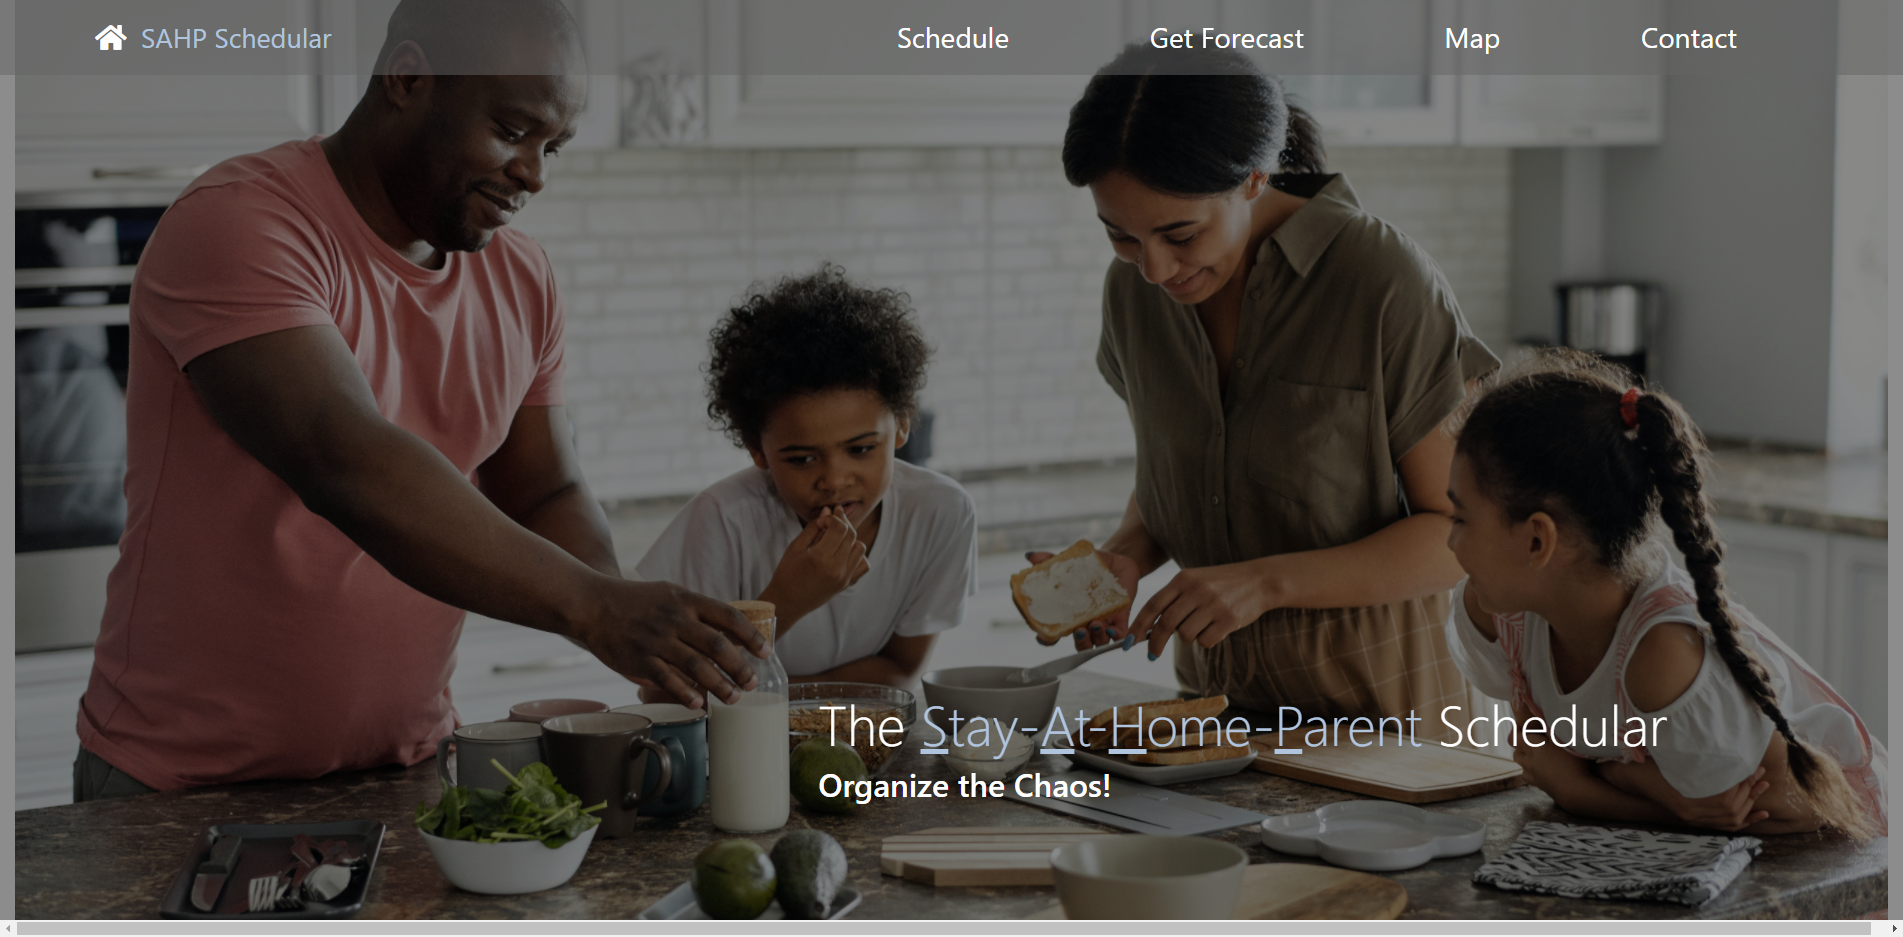 SAHP Schedular
Schedule
Get Forecast
Map
Contact
The Stay-At-Home-Parent Schedular
Organize the Chaos!